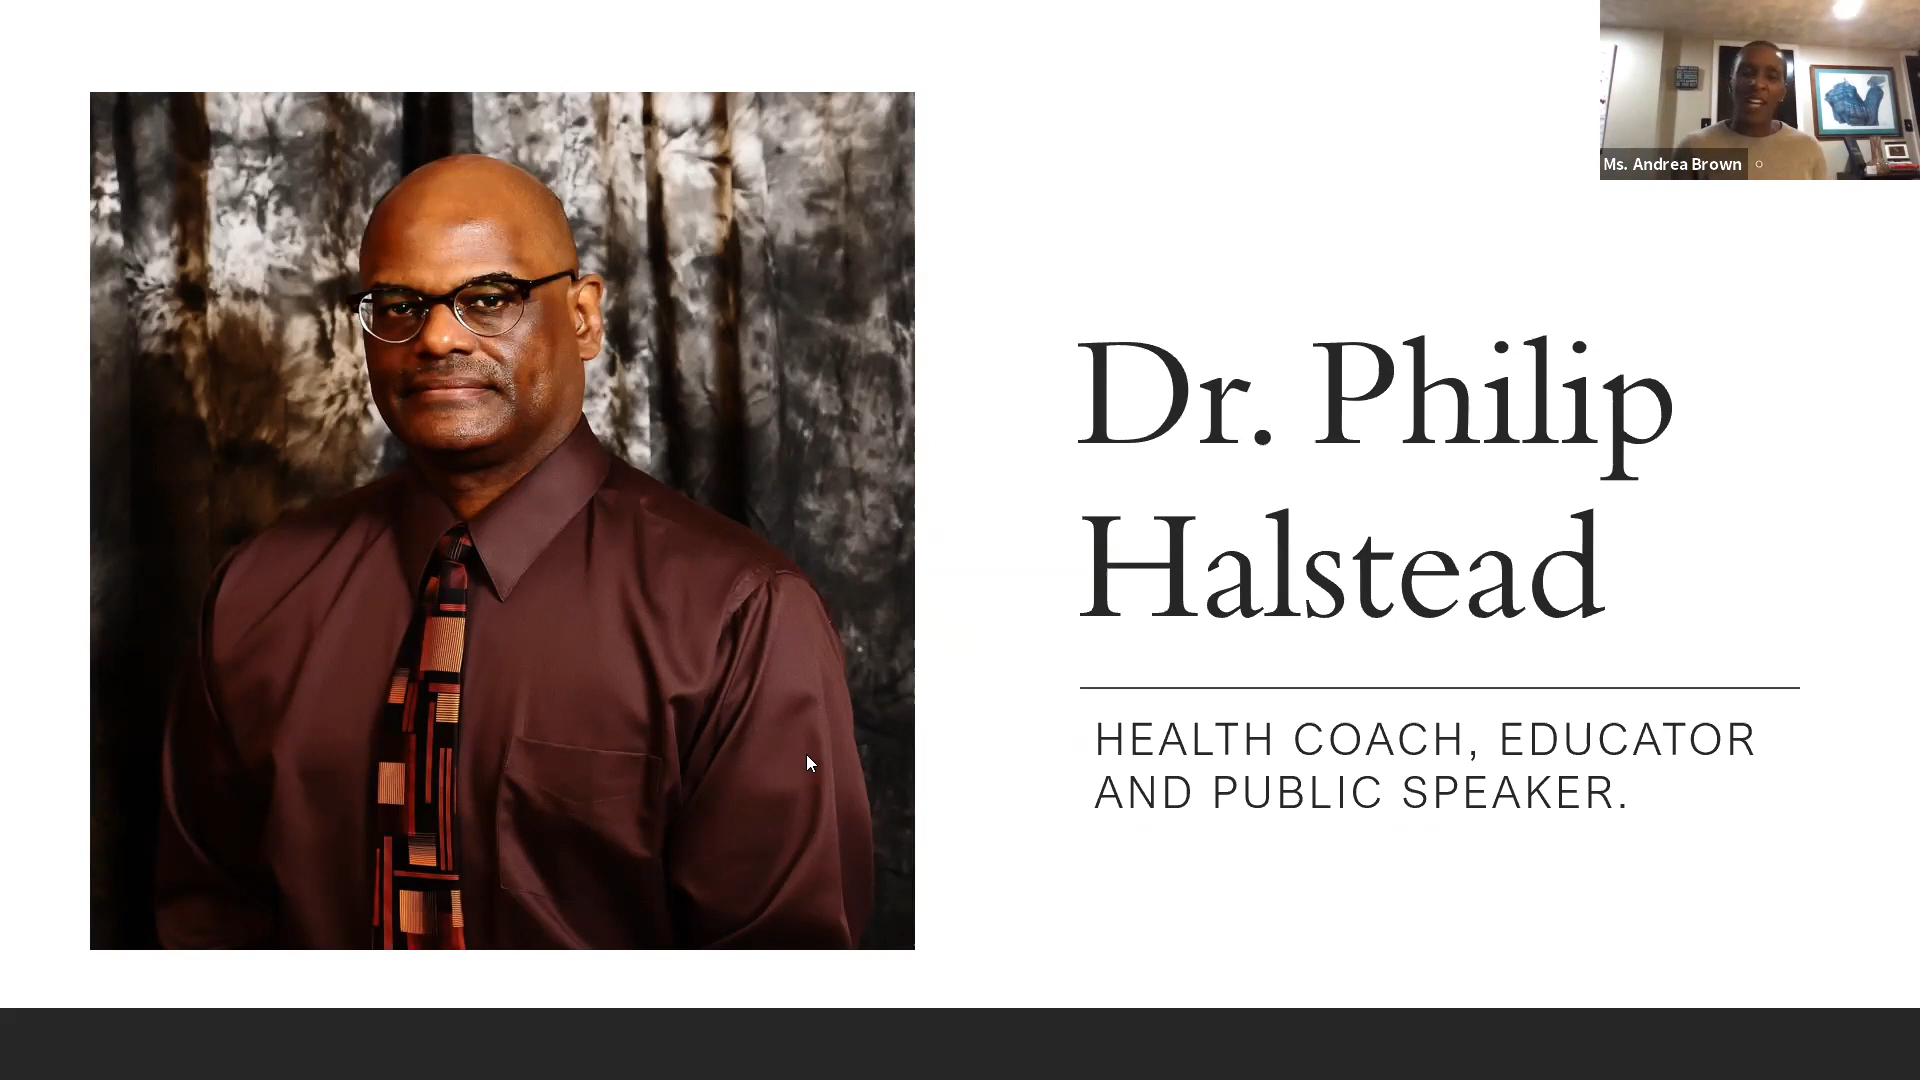 Ms. Andrea Brown
Dr. Philip
Halstead
HEALTH COACH, EDUCATOR
AND PUBLIC SPEAKER.